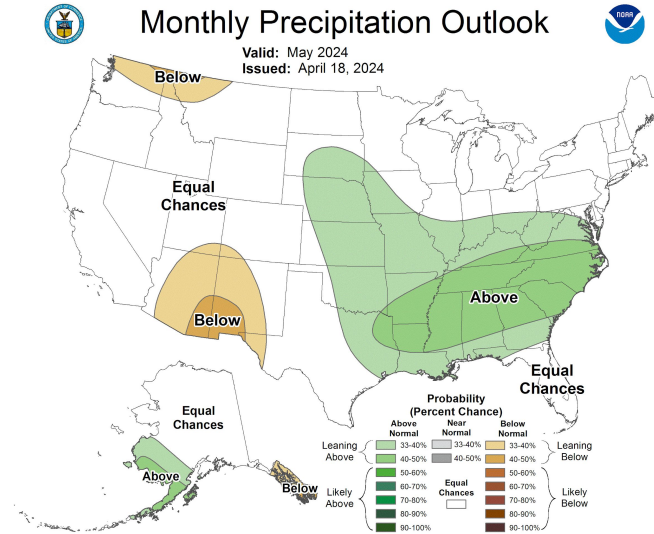 Monthly Precipitation Outlook
Valid: May 2024
Issued: April 18, 2024
NOAA
Below
Equal
Chances
Below
Above
Equal
Chances
Equal
Chances
Above
Below
Probability
(Percent Chance)
Above
Normal
Near
Normal
Below
Normal
Leaning
Above
33-40%
33-40%
33-40%
Leaning
Below
40-50%
40-50%
40-50%
Likely
Above
50-60%
60-70%
70-80%
80-90%
90-100%
Equal
Chances
50-60%
60-70%
70-80%
80-90%
90-100%
Likely
Below